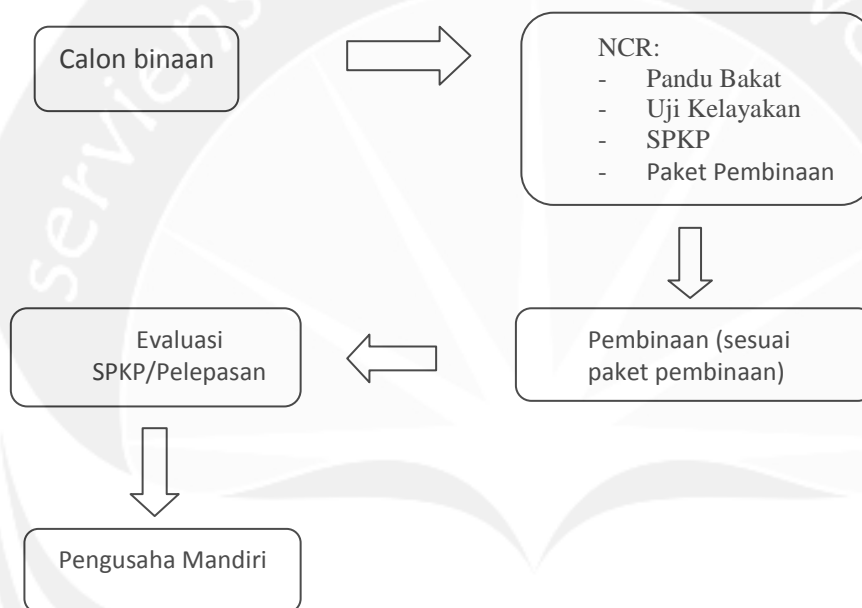 Calon binaan
NCR:
- Pandu Bakat
- Uji Kelayakan
- SPKP
- Paket Pembinaan
Pembinaan (sesuai
paket pembinaan)
Evaluasi
SPKP/Pelepasan
Pengusaha Mandiri
serviens